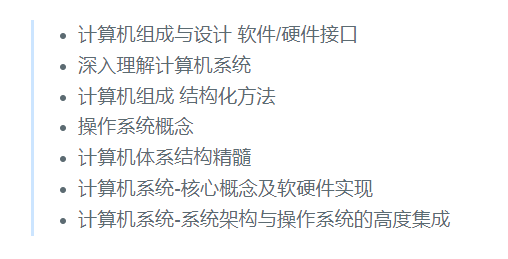 计算机组成与设计 软件/硬件接口
深入理解计算机系统
计算机组成 结构化方法
操作系统概念
计算机体系结构精髓
计算机系统-核心概念及软硬件实现
计算机系统-系统架构与操作系统的高度集成